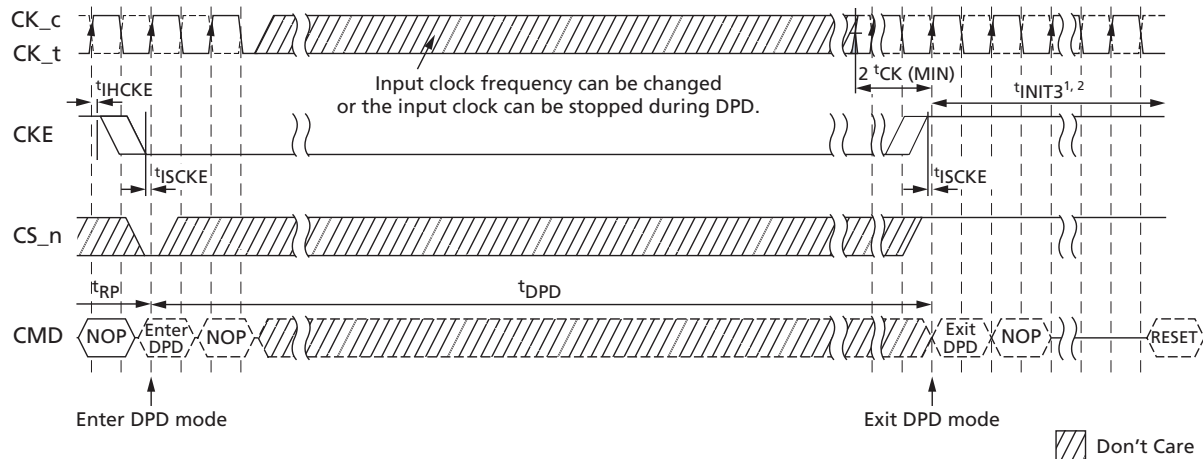 CK_c
CK_t
Input clock frequency can be changed
or the input clock can be stopped during DPD.
2 tCK (MIN)
tINIT3 1, 2
tIHCKE
CKE
tISCKE
tISCKE
CS_n
tRP
tDPD
CMD
NOP
Enter
DPD
NOP
Exit
DPD
NOP
RESET
Enter DPD mode
Exit DPD mode
Don't Care